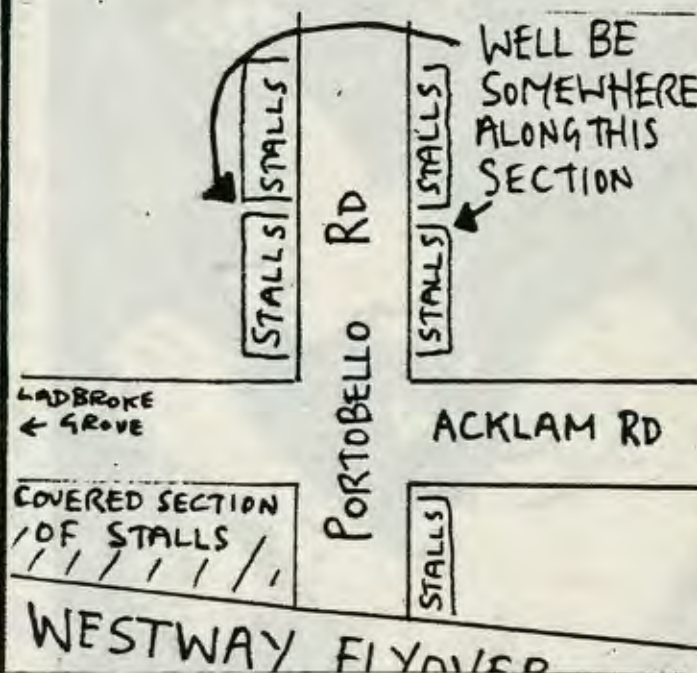 WELL BE
SOMEWHERE
ALONG THIS
SECTION
STALLS
STALLS
STALLS
STALLS
PORTOBELLO RD
LADBROKE
← GROVE
ACKLAM RD
COVERED SECTION
OF STALLS
STALLS
WESTWAY FLYOVER